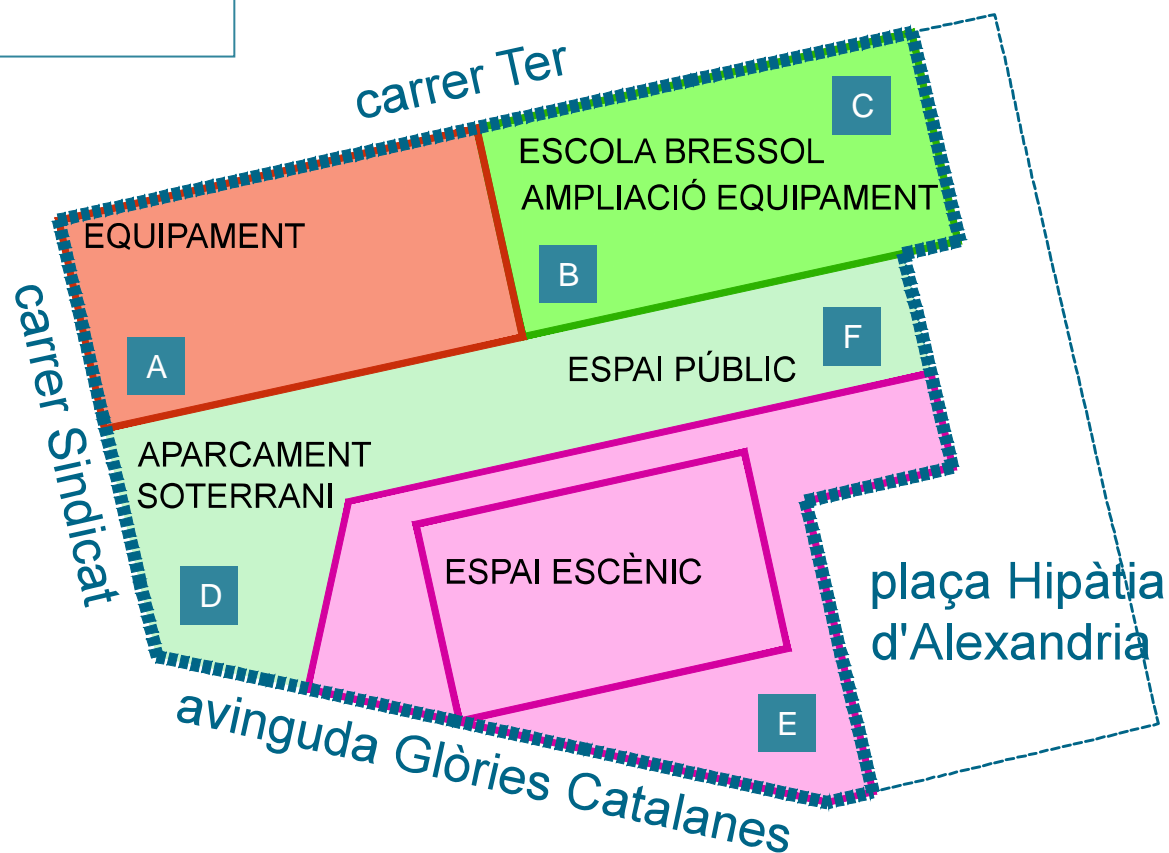 carrer Ter
C
ESCOLA BRESSOL
AMPLIACIÓ EQUIPAMENT
EQUIPAMENT
B
carrer Sindicat
A
F
ESPAI PÚBLIC
APARCAMENT
SOTERRANI
ESPAI ESCÈNIC
D
plaça Hipàtia
d'Alexandria
E
avinguda Glòries Catalanes